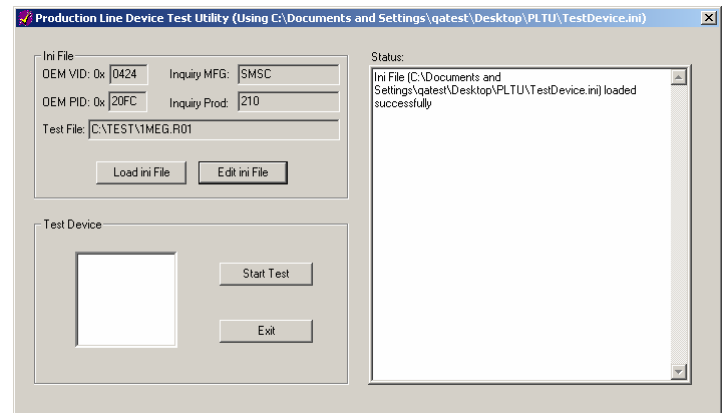 Production Line Device Test Utility (Using C:\Documents and Settings\qatest\Desktop\PLTU\TestDevice.ini)
Ini File
OEM VID: 0x 0424 Inquiry MFG: SMSC
OEM PID: 0x 20FC Inquiry Prod: 210
Test File: C:\TEST\1MEG.R01
Load ini File Edit ini File
Test Device
Start Test
Exit
Status:
Ini File (C:\Documents and
Settings\qatest\Desktop\PLTU\TestDevice.ini) loaded
successfully